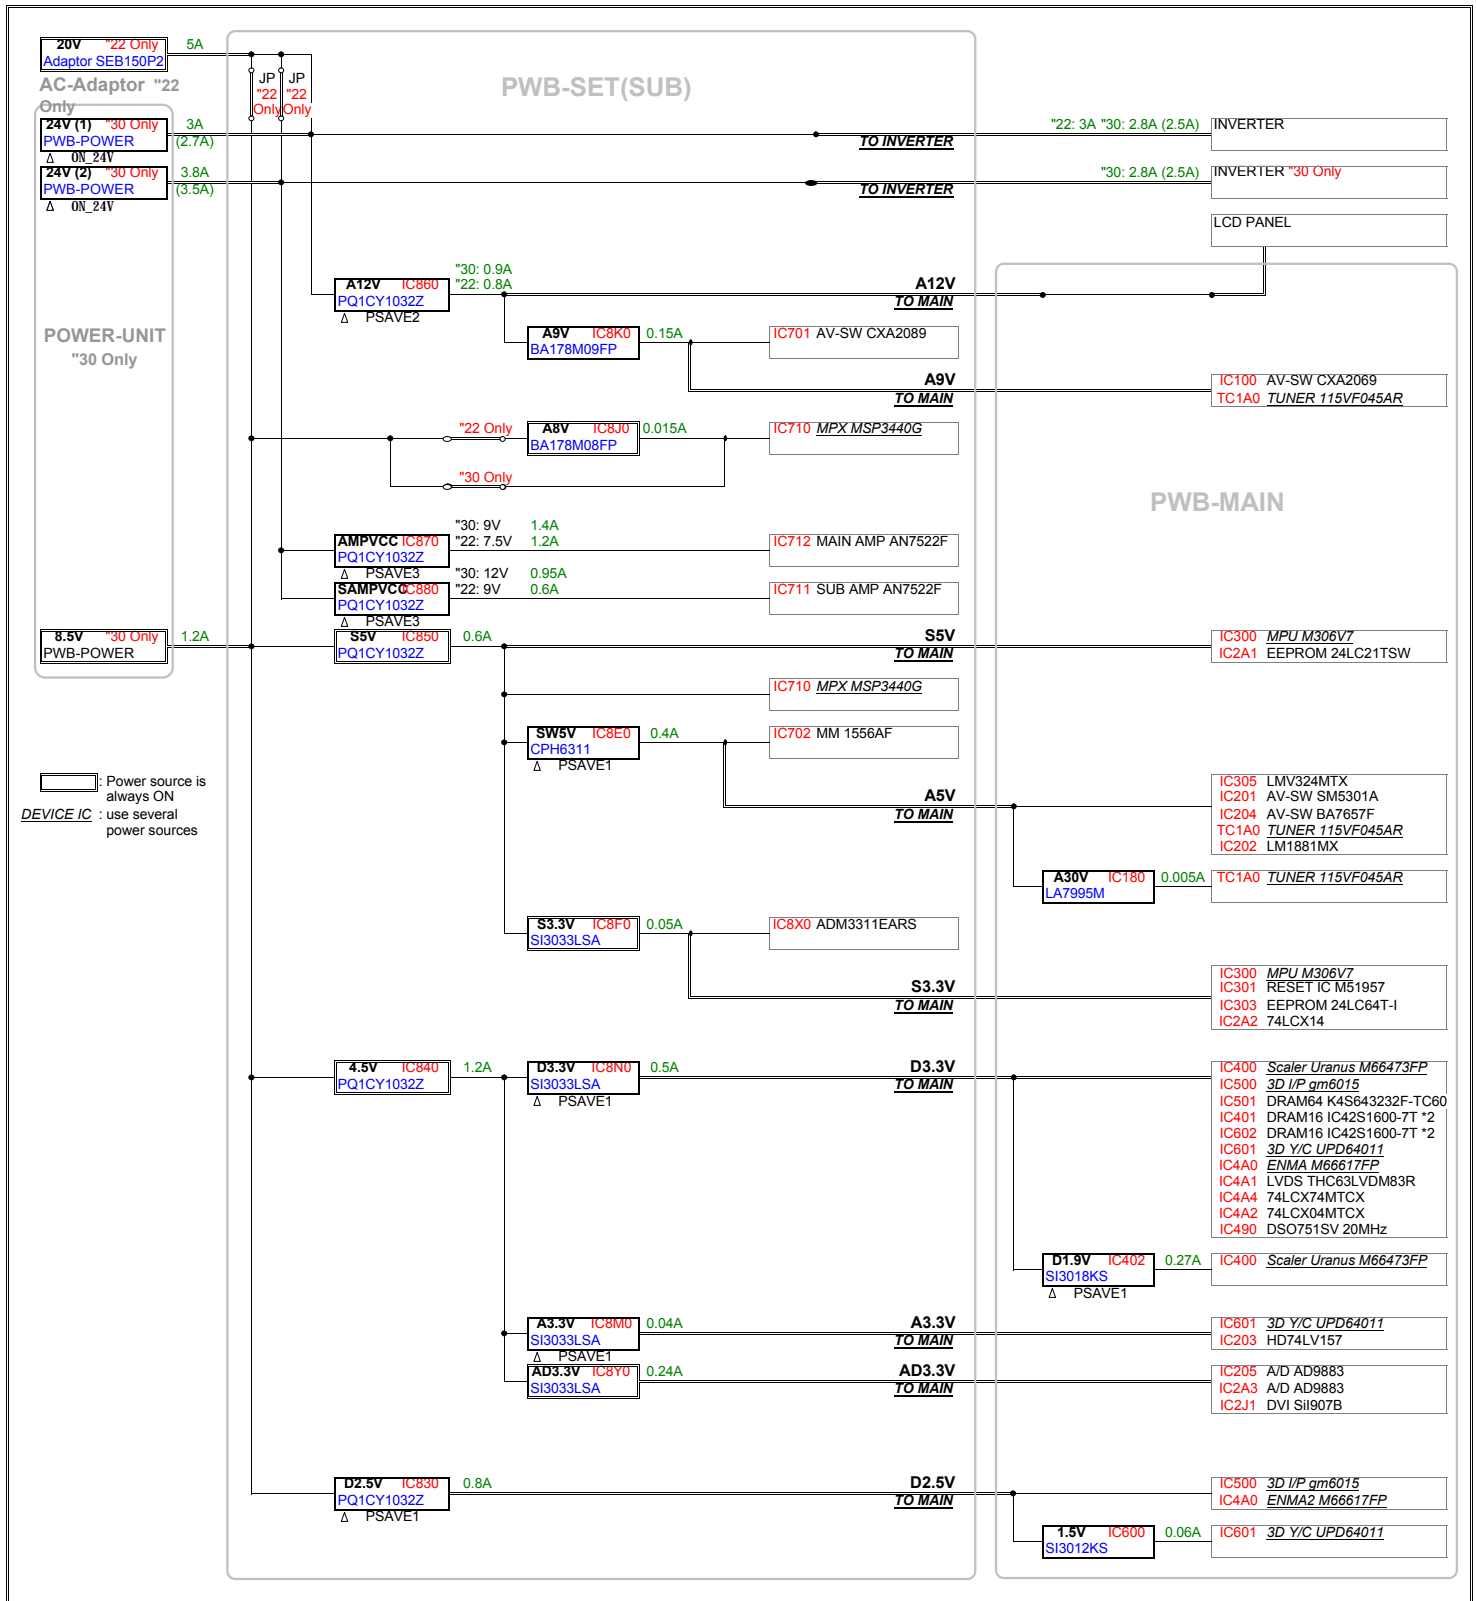 20V "22 Only 5A
Adaptor SEB150P2
AC-Adaptor "22
Only
JP JP
"22 "22
Only Only
PWB-SET(SUB)
24V (1) "30 Only 3A
PWB-POWER (2.7A)
Δ ON_24V
TO INVERTER
"22: 3A "30: 2.8A (2.5A) INVERTER
24V (2) "30 Only 3.8A
PWB-POWER (3.5A)
Δ ON_24V
TO INVERTER
"30: 2.8A (2.5A) INVERTER "30 Only
LCD PANEL
POWER-UNIT
"30 Only
"30: 0.9A
A12V IC860 "22: 0.8A
PQ1CY1032Z
Δ PSAVE2
A12V
TO MAIN
A9V IC8K0 0.15A
BA178M09FP
IC701 AV-SW CXA2089
A9V
TO MAIN
IC100 AV-SW CXA2069
TC1A0 TUNER 115VF045AR
"22 Only
A8V IC8J0 0.015A
BA178M08FP
IC710 MPX MSP3440G
"30 Only
PWB-MAIN
"30: 9V 1.4A
AMPVCC IC870 "22: 7.5V 1.2A
PQ1CY1032Z
Δ PSAVE3
IC712 MAIN AMP AN7522F
"30: 12V 0.95A
SAMPVCC IC880 "22: 9V 0.6A
PQ1CY1032Z
Δ PSAVE3
IC711 SUB AMP AN7522F
8.5V "30 Only 1.2A
PWB-POWER
S5V IC850 0.6A
PQ1CY1032Z
S5V
TO MAIN
IC300 MPU M306V7
IC2A1 EEPROM 24LC21TSW
IC710 MPX MSP3440G
SW5V IC8E0 0.4A
CPH6311
Δ PSAVE1
IC702 MM 1556AF
: Power source is
always ON
DEVICE IC : use several
power sources
A5V
TO MAIN
IC305 LMV324MTX
IC201 AV-SW SM5301A
IC204 AV-SW BA7657F
TC1A0 TUNER 115VF045AR
IC202 LM1881MX
A30V IC180 0.005A
LA7995M
TC1A0 TUNER 115VF045AR
S3.3V IC8F0 0.05A
SI3033LSA
IC8X0 ADM3311EARS
S3.3V
TO MAIN
IC300 MPU M306V7
IC301 RESET IC M51957
IC303 EEPROM 24LC64T-I
IC2A2 74LCX14
4.5V IC840 1.2A
PQ1CY1032Z
D3.3V IC8N0 0.5A
SI3033LSA
Δ PSAVE1
D3.3V
TO MAIN
IC400 Scaler Uranus M66473FP
IC500 3D I/P gm6015
IC501 DRAM64 K4S643232F-TC60
IC401 DRAM16 IC42S1600-7T *2
IC602 DRAM16 IC42S1600-7T *2
IC601 3D Y/C UPD64011
IC4A0 ENMA M66617FP
IC4A1 LVDS THC63LVDM83R
IC4A4 74LCX74MTCX
IC4A2 74LCX04MTCX
IC490 DSO751SV 20MHz
D1.9V IC402 0.27A
SI3018KS
Δ PSAVE1
IC400 Scaler Uranus M66473FP
A3.3V IC8M0 0.04A
SI3033LSA
Δ PSAVE1
A3.3V
TO MAIN
IC601 3D Y/C UPD64011
IC203 HD74LV157
AD3.3V IC8Y0 0.24A
SI3033LSA
AD3.3V
TO MAIN
IC205 A/D AD9883
IC2A3 A/D AD9883
IC2J1 DVI SiI907B
D2.5V IC830 0.8A
PQ1CY1032Z
Δ PSAVE1
D2.5V
TO MAIN
IC500 3D I/P gm6015
IC4A0 ENMA2 M66617FP
1.5V IC600 0.06A
SI3012KS
IC601 3D Y/C UPD64011